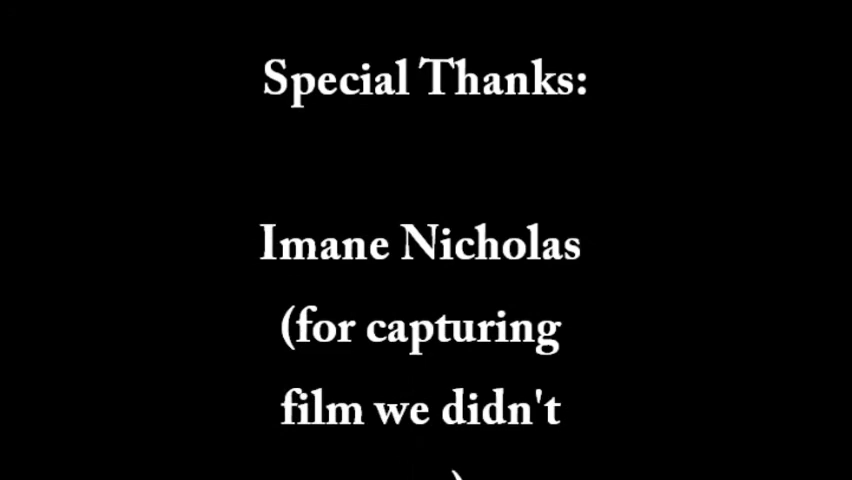 Special Thanks:
Imane Nicholas
(for capturing
film we didn't